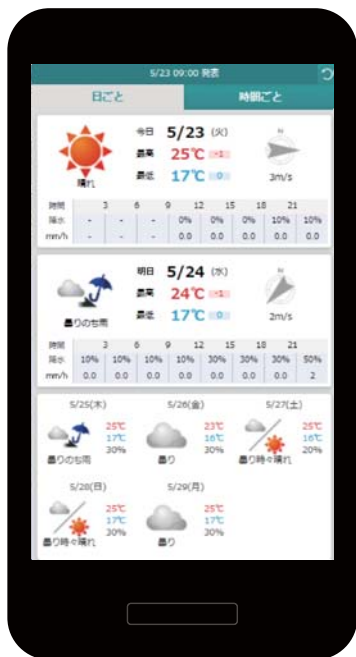 5/23 09:00 発表
日ごと 時間ごと
今日 5/23 (火) N
最高 25℃ -1
晴れ 最低 17℃ 0 3m/s
時間 3 6 9 12 15 18 21
降水 - - - 0% 0% 0% 10% 10%
mm/h - - - 0.0 0.0 0.0 0.0 0.0
明日 5/24 (水) N
最高 24℃ -1
曇りのち雨 最低 17℃ 0 2m/s
時間 3 6 9 12 15 18 21
降水 10% 10% 10% 10% 30% 30% 30% 50%
mm/h 0.0 0.0 0.0 0.0 0.0 0.0 0.0 2
5/25(木) 5/26(金) 5/27(土)
25℃ 23℃ 25℃
17℃ 16℃ 16℃
30% 30% 20%
曇りのち雨 曇り 曇り時々晴れ
5/28(日) 5/29(月)
25℃ 25℃
17℃ 17℃
30% 30%
曇り時々晴れ 曇り